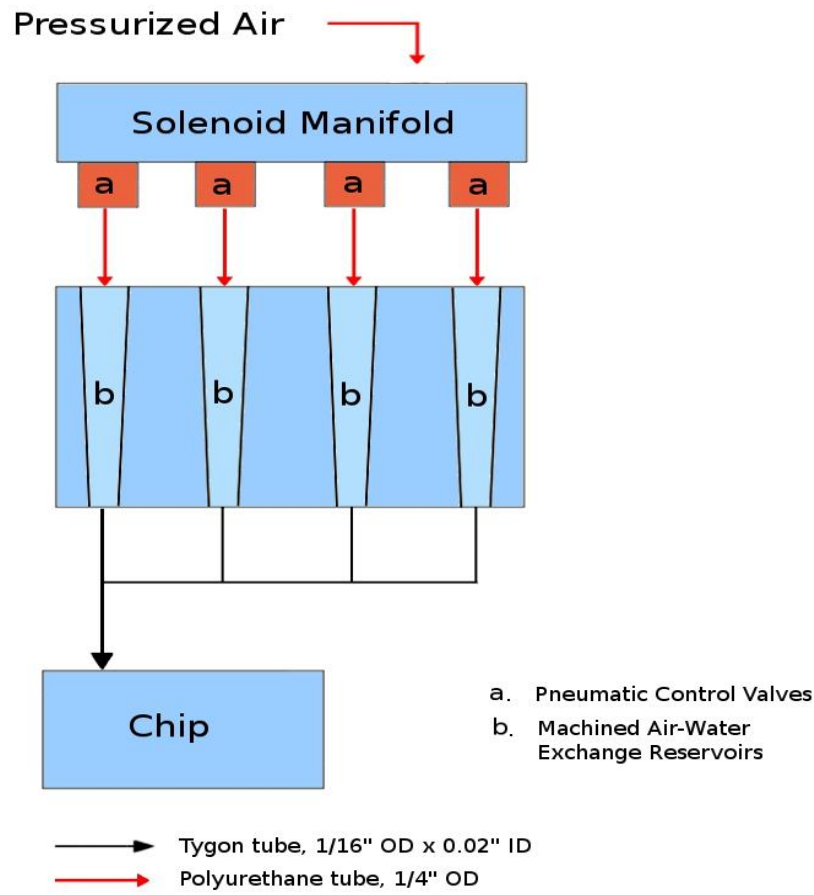 Pressurized Air
Solenoid Manifold
a a a a
b b b b
Chip
a. Pneumatic Control Valves
b. Machined Air-Water
Exchange Reservoirs
Tygon tube, 1/16" OD x 0.02" ID
Polyurethane tube, 1/4" OD